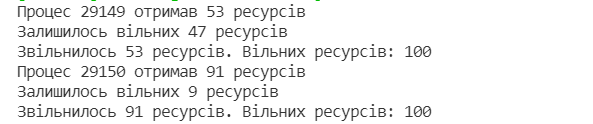 Процес 29149 отримав 53 ресурсів
Залишилось вільних 47 ресурсів
Звільнилось 53 ресурсів. Вільних ресурсів: 100
Процес 29150 отримав 91 ресурсів
Залишилось вільних 9 ресурсів
Звільнилось 91 ресурсів. Вільних ресурсів: 100